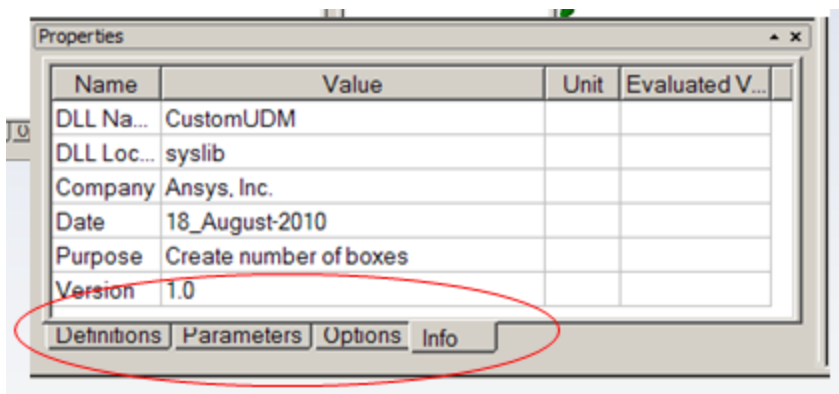 Properties
Name Value Unit Evaluated V...
DLL Na... CustomUDM
DLL Loc... syslib
Company Ansys, Inc.
Date 18_August-2010
Purpose Create number of boxes
Version 1.0
Definitions Parameters Options Info